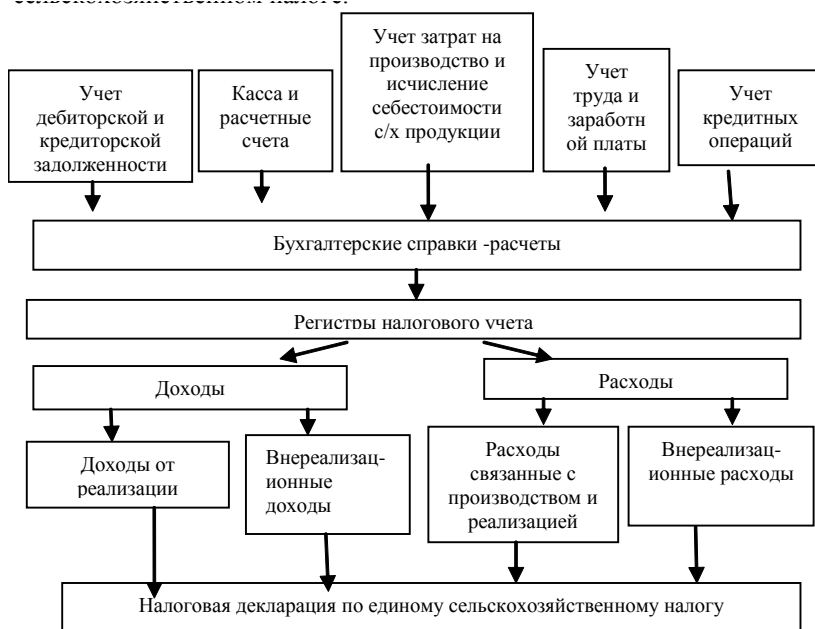 сельскохозяйственном налоге.
Учет
дебиторской и
кредиторской
задолженности
Касса и
расчетные
счета
Учет затрат на
производство и
исчисление
себестоимости
с/х продукции
Учет
труда и
заработн
ой платы
Учет
кредитных
операций
Бухгалтерские справки -расчеты
Регистры налогового учета
Доходы
Расходы
Доходы от
реализации
Внереализац-
ионные
доходы
Расходы
связанные с
производством и
реализацией
Внереализац-
ионные расходы
Налоговая декларация по единому сельскохозяйственному налогу